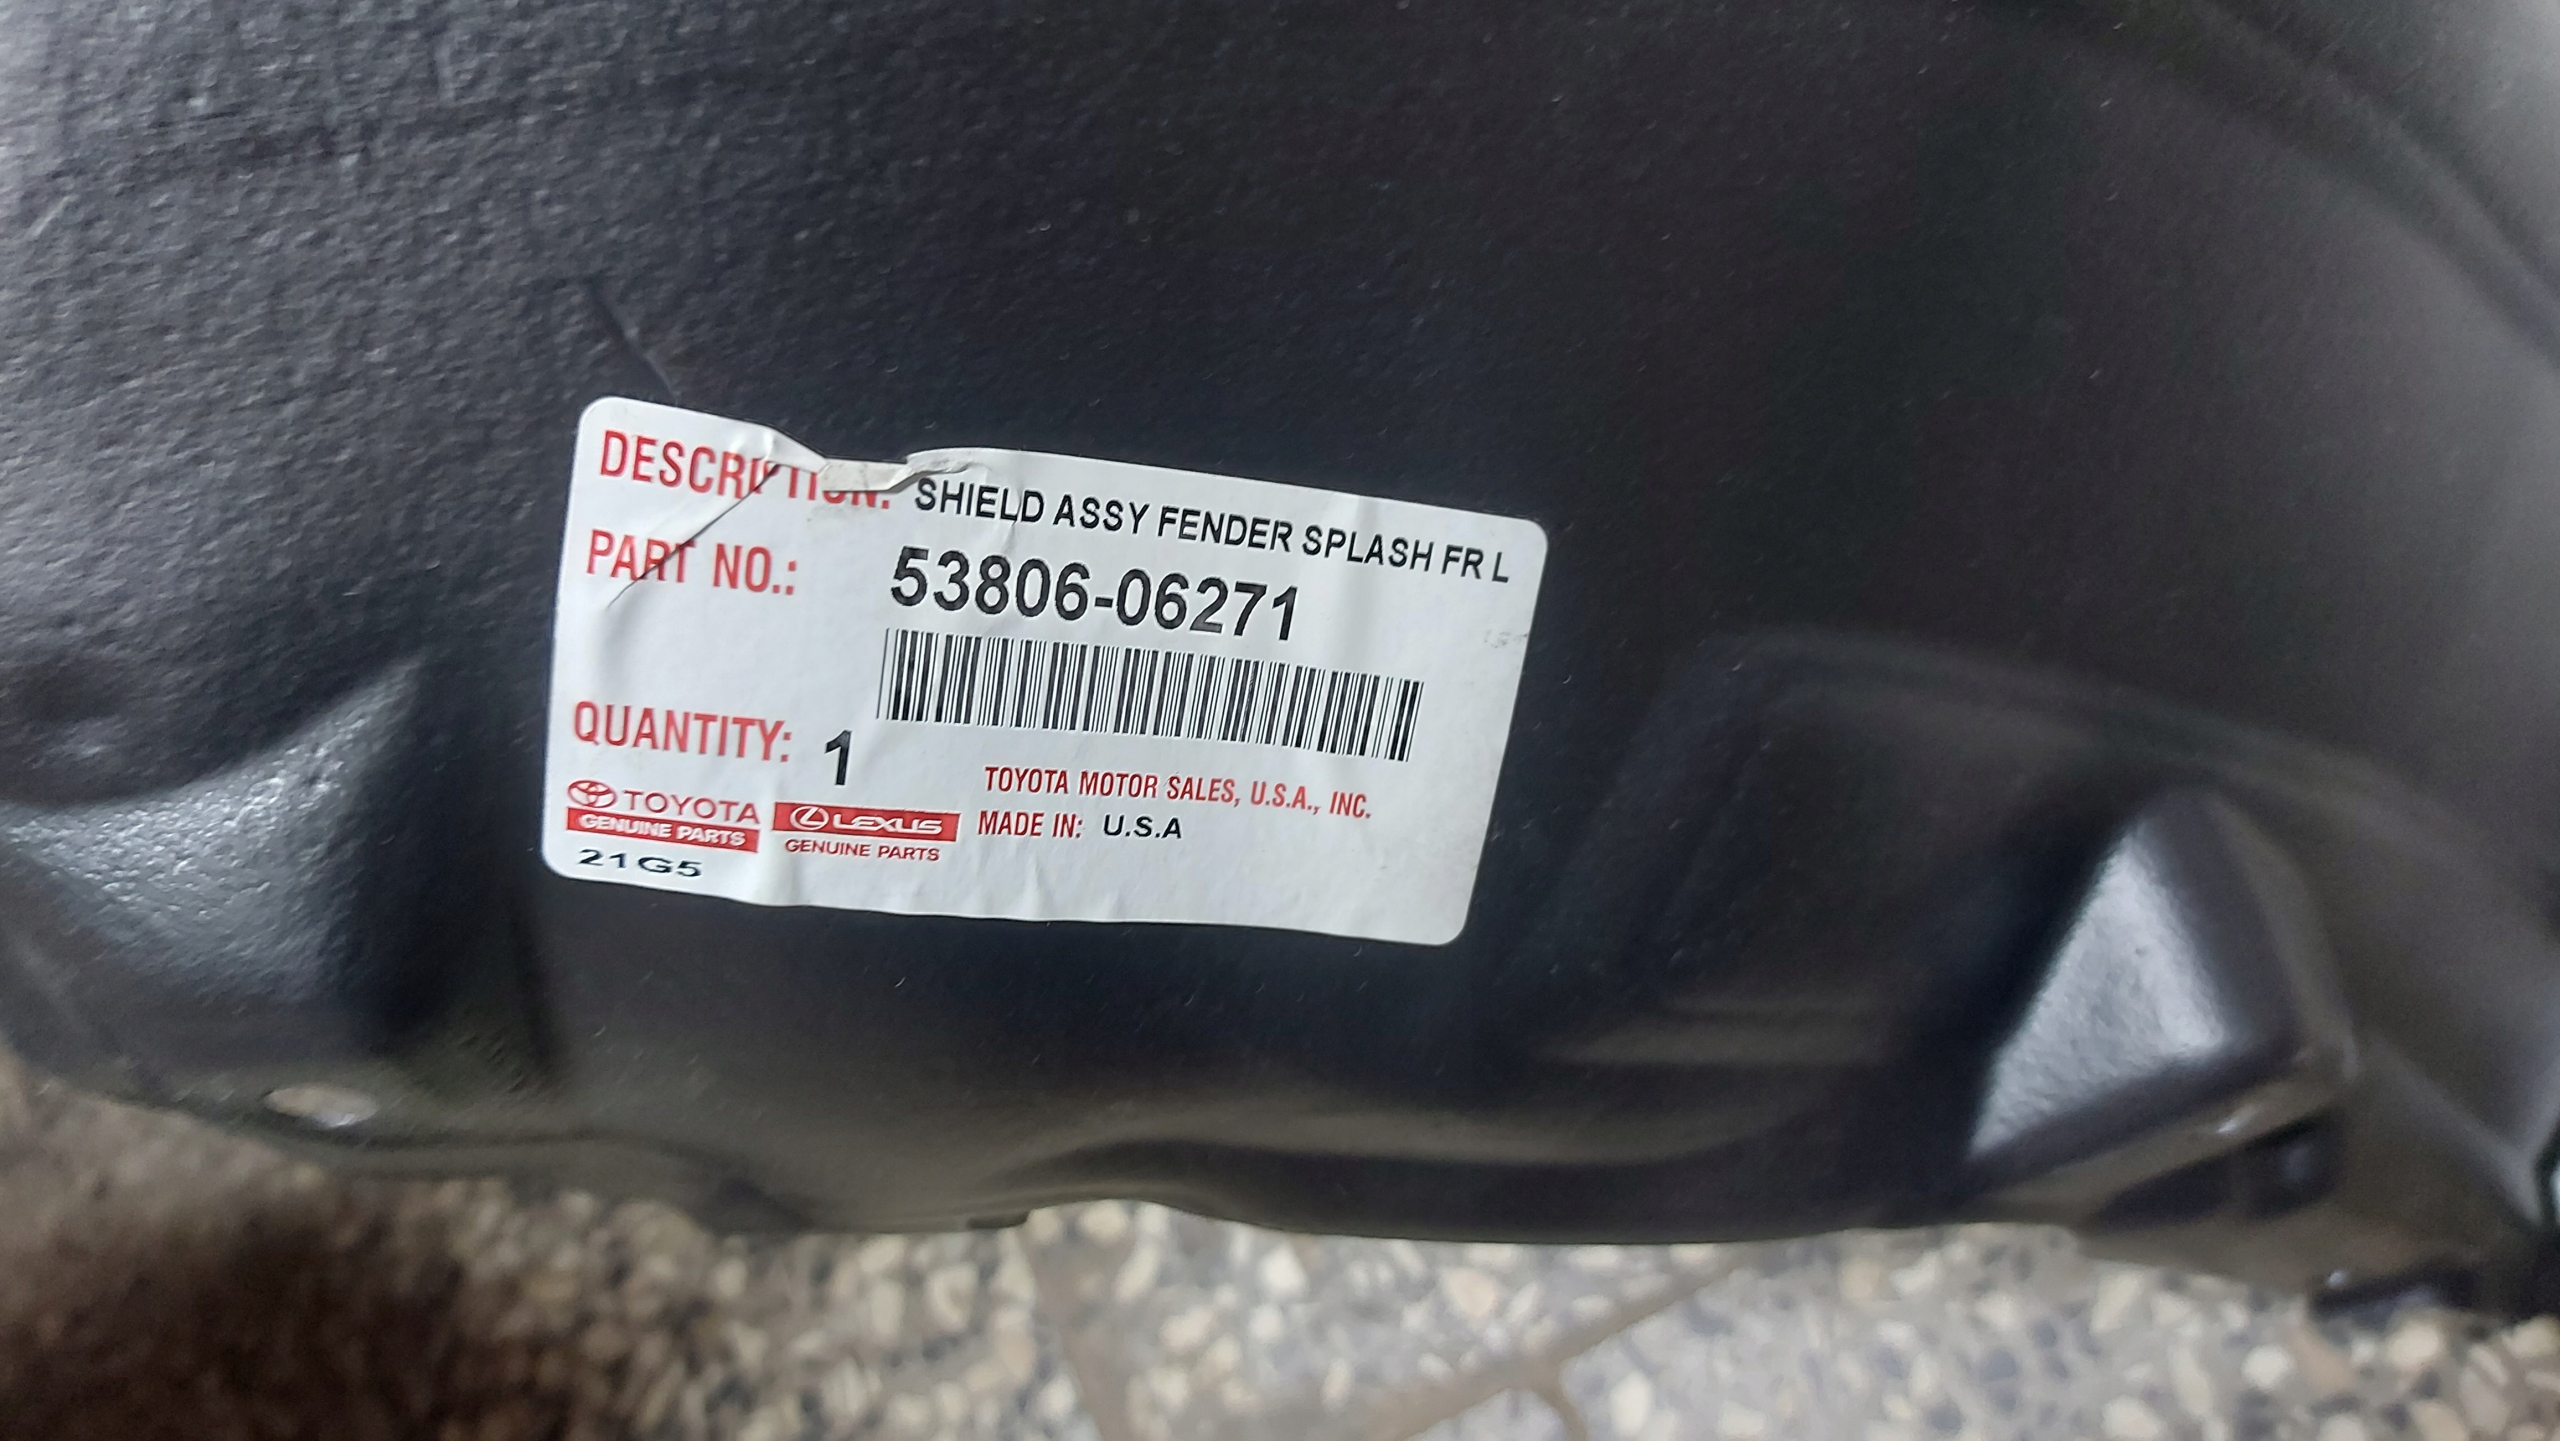 DESCRIPTION: SHIELD ASSY FENDER SPLASH FR L
PART NO.: 53806-06271
QUANTITY: 1
TOYOTA MOTOR SALES, U.S.A., INC.
MADE IN: U.S.A
TOYOTA
GENUINE PARTS
LEXUS
GENUINE PARTS
21G5